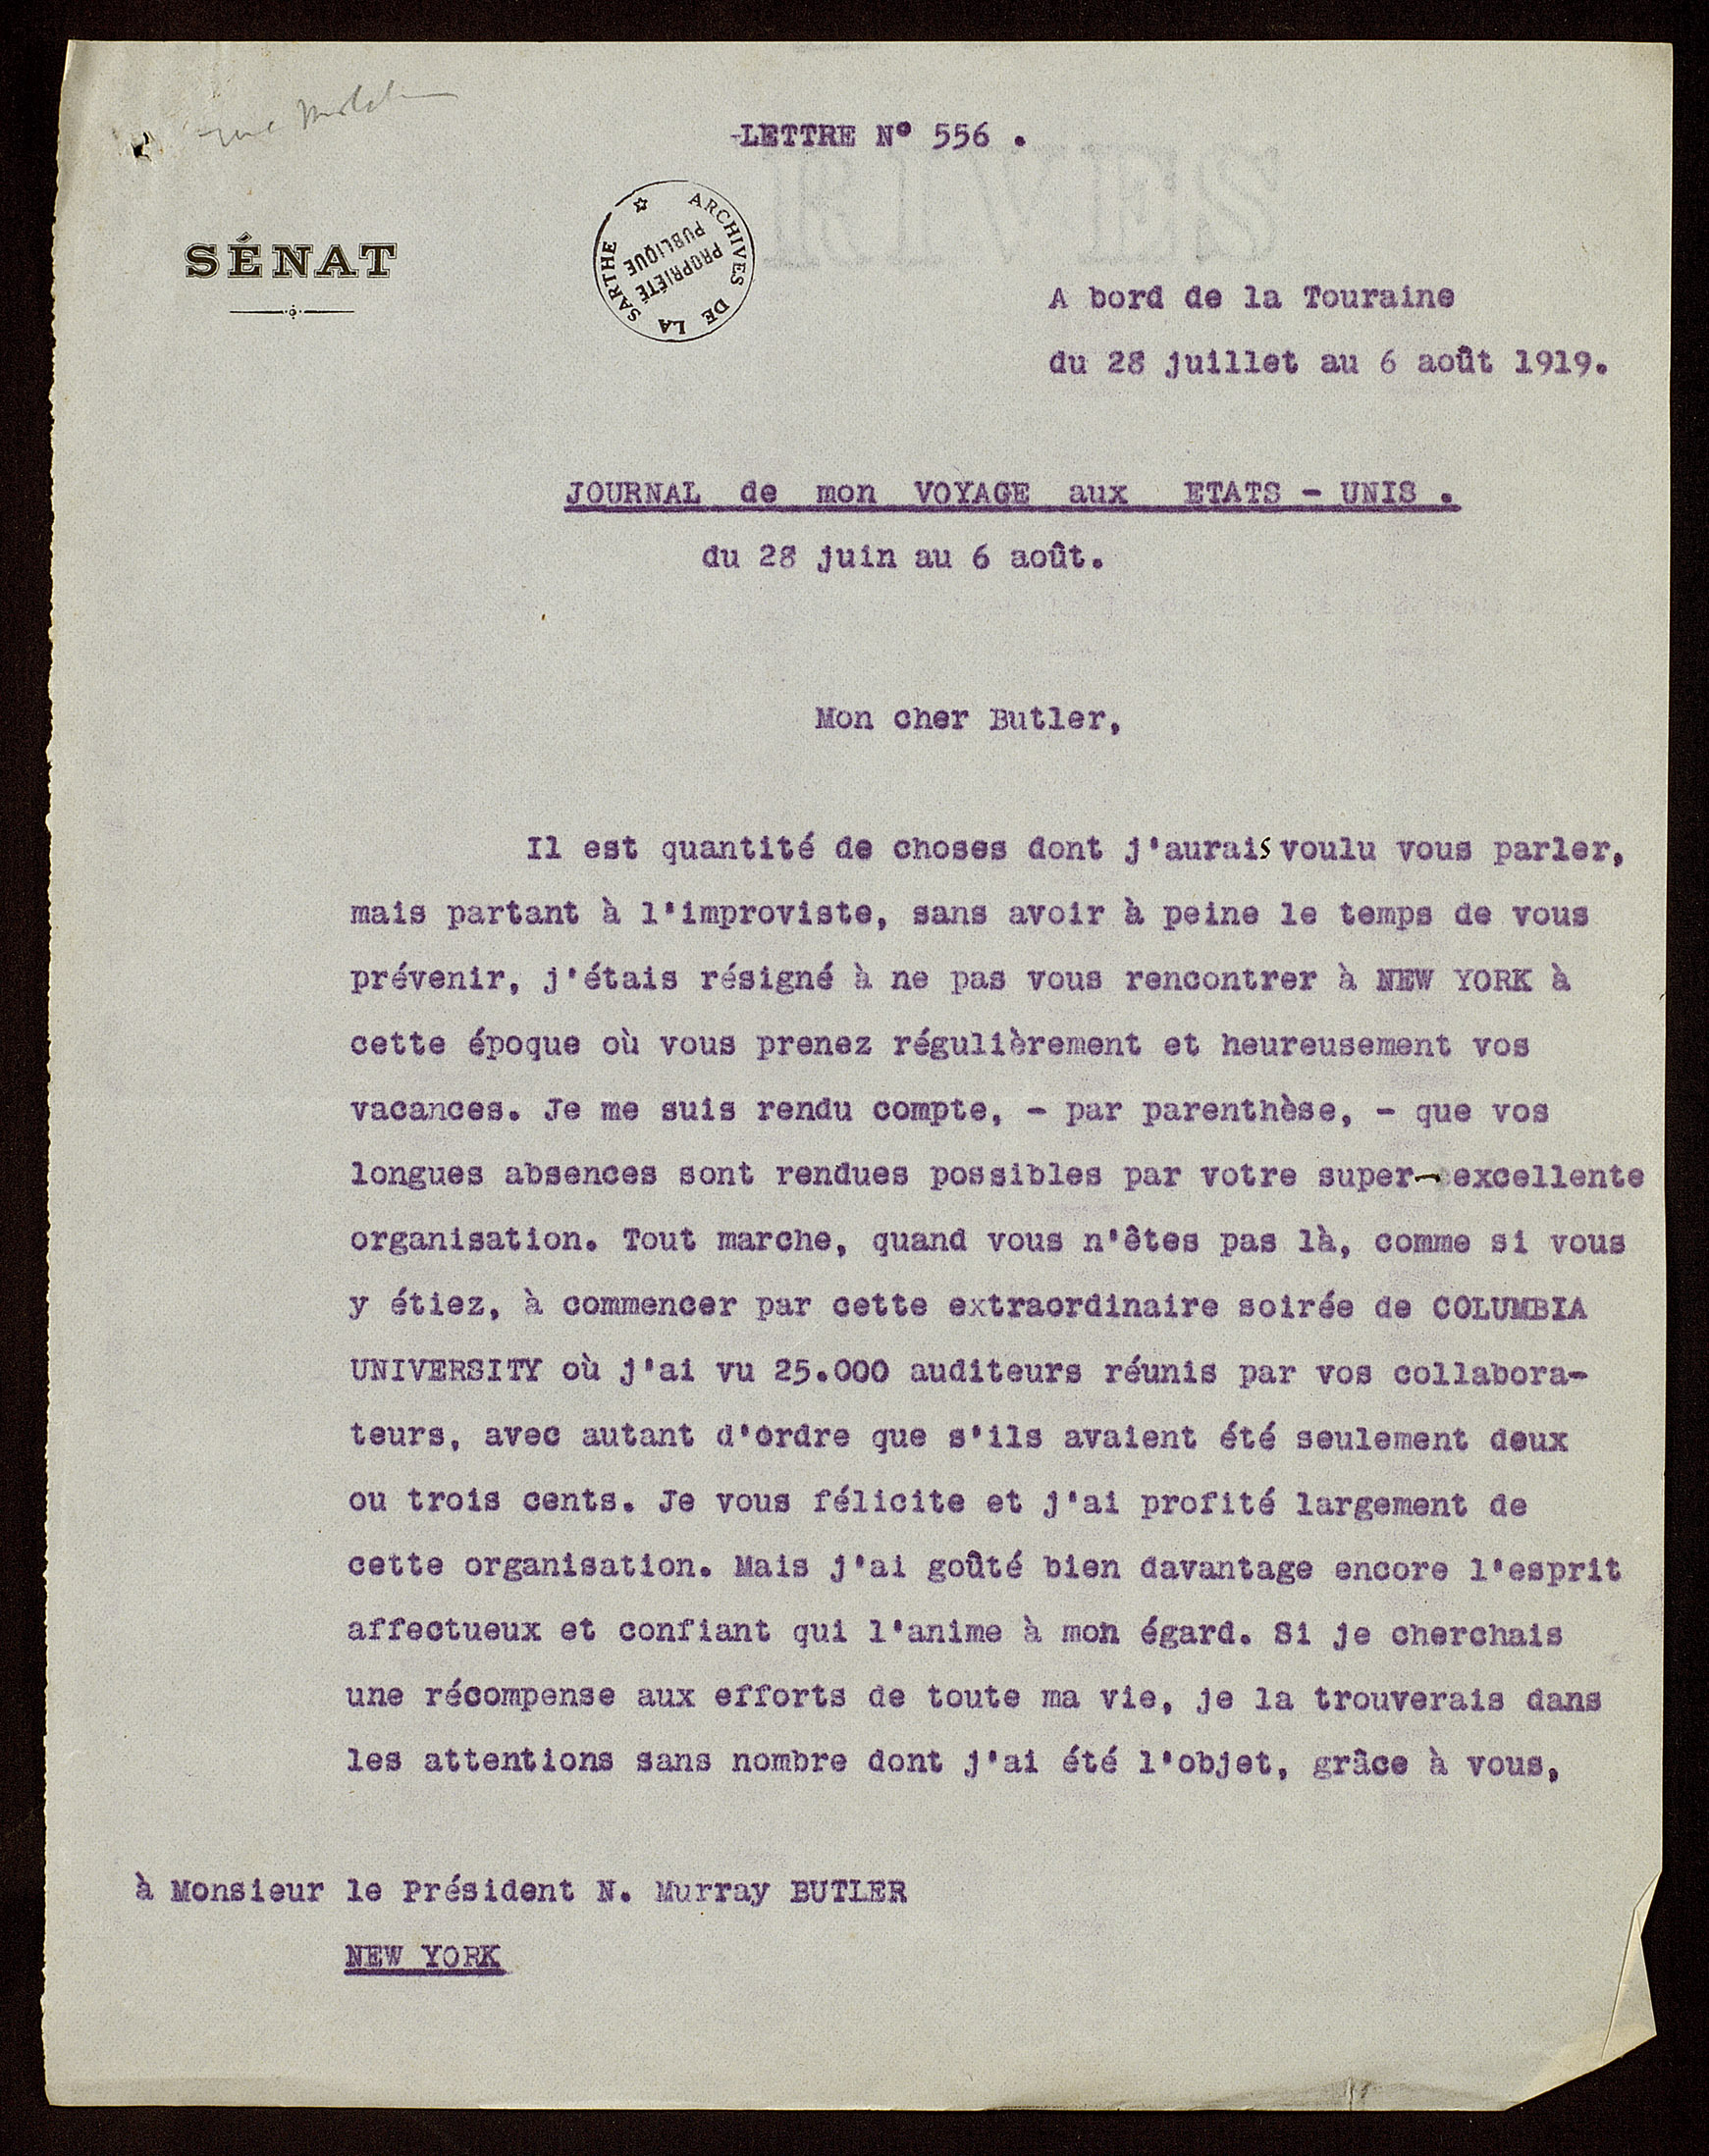 -LETTRE N° 556 .
SÉNAT
ARCHIVES DE LA SARTHE
PROPRIÉTÉ
PUBLIQUE
A bord de la Touraine
du 28 juillet au 6 août 1919.
JOURNAL de mon VOYAGE aux ETATS - UNIS .
du 28 juin au 6 août.
Mon cher Butler,
Il est quantité de choses dont j'aurais voulu vous parler,
mais partant à l'improviste, sans avoir à peine le temps de vous
prévenir, j'étais résigné à ne pas vous rencontrer à NEW YORK à
cette époque où vous prenez régulièrement et heureusement vos
vacances. Je me suis rendu compte, - par parenthèse, - que vos
longues absences sont rendues possibles par votre super-excellente
organisation. Tout marche, quand vous n'êtes pas là, comme si vous
y étiez, à commencer par cette extraordinaire soirée de COLUMBIA
UNIVERSITY où j'ai vu 25.000 auditeurs réunis par vos collabora-
teurs, avec autant d'ordre que s'ils avaient été seulement deux
ou trois cents. Je vous félicite et j'ai profité largement de
cette organisation. Mais j'ai goûté bien davantage encore l'esprit
affectueux et confiant qui l'anime à mon égard. Si je cherchais
une récompense aux efforts de toute ma vie, je la trouverais dans
les attentions sans nombre dont j'ai été l'objet, grâce à vous,
à Monsieur le Président N. Murray BUTLER
NEW YORK